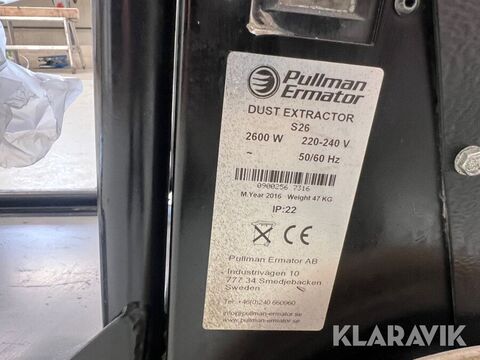 Pullman
Ermator
DUST EXTRACTOR
S26
2600 W 220-240 V
~ 50/60 Hz
0900256 7316
M.Year 2016 Weight 47 KG
IP:22
CE
Pullman Ermator AB
Industrivägen 10
777 34 Smedjebacken
Sweden
Tel: +46(0)240 660960
info@pullman-ermator.se
www.pullman-ermator.se
KLARAVIK